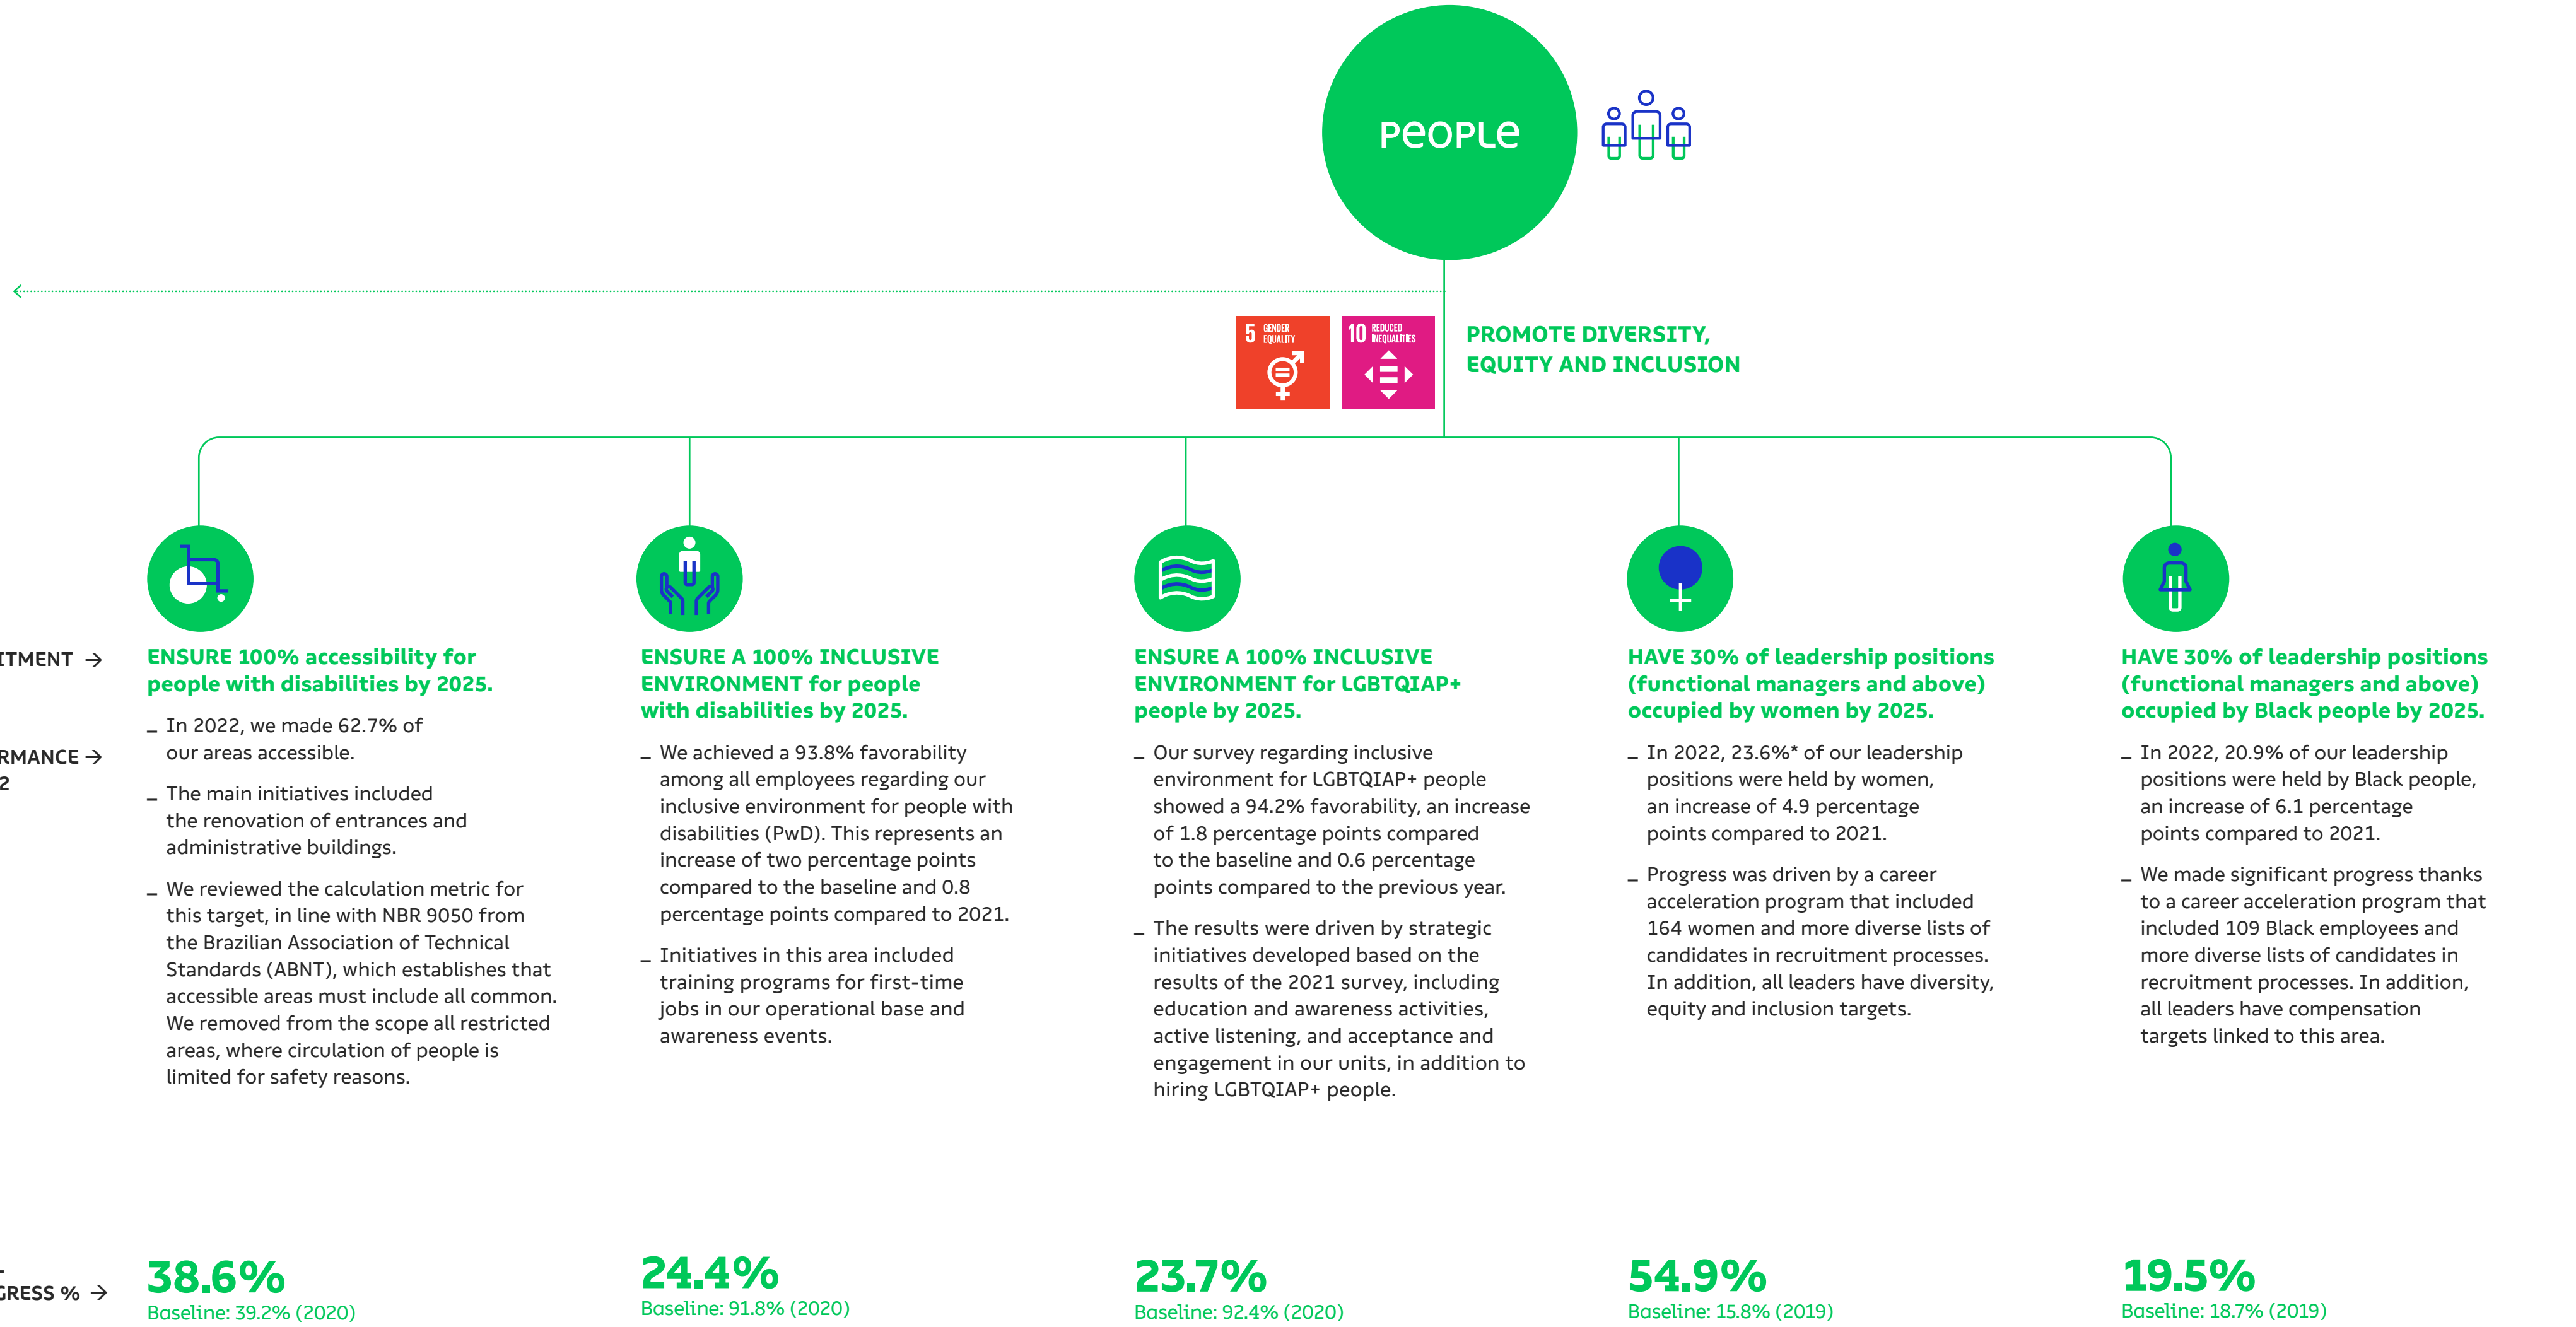 PEOPLE
5 GENDER
EQUALITY
10 REDUCED
INEQUALITIES
PROMOTE DIVERSITY,
EQUITY AND INCLUSION
ITMENT →
RMANCE →
2
ENSURE 100% accessibility for
people with disabilities by 2025.
– In 2022, we made 62.7% of
our areas accessible.
– The main initiatives included
the renovation of entrances and
administrative buildings.
– We reviewed the calculation metric for
this target, in line with NBR 9050 from
the Brazilian Association of Technical
Standards (ABNT), which establishes that
accessible areas must include all common.
We removed from the scope all restricted
areas, where circulation of people is
limited for safety reasons.
ENSURE A 100% INCLUSIVE
ENVIRONMENT for people
with disabilities by 2025.
– We achieved a 93.8% favorability
among all employees regarding our
inclusive environment for people with
disabilities (PwD). This represents an
increase of two percentage points
compared to the baseline and 0.8
percentage points compared to 2021.
– Initiatives in this area included
training programs for first-time
jobs in our operational base and
awareness events.
ENSURE A 100% INCLUSIVE
ENVIRONMENT for LGBTQIAP+
people by 2025.
– Our survey regarding inclusive
environment for LGBTQIAP+ people
showed a 94.2% favorability, an increase
of 1.8 percentage points compared
to the baseline and 0.6 percentage
points compared to the previous year.
– The results were driven by strategic
initiatives developed based on the
results of the 2021 survey, including
education and awareness activities,
active listening, and acceptance and
engagement in our units, in addition to
hiring LGBTQIAP+ people.
HAVE 30% of leadership positions
(functional managers and above)
occupied by women by 2025.
– In 2022, 23.6%* of our leadership
positions were held by women,
an increase of 4.9 percentage
points compared to 2021.
– Progress was driven by a career
acceleration program that included
164 women and more diverse lists of
candidates in recruitment processes.
In addition, all leaders have diversity,
equity and inclusion targets.
HAVE 30% of leadership positions
(functional managers and above)
occupied by Black people by 2025.
– In 2022, 20.9% of our leadership
positions were held by Black people,
an increase of 6.1 percentage
points compared to 2021.
– We made significant progress thanks
to a career acceleration program that
included 109 Black employees and
more diverse lists of candidates in
recruitment processes. In addition,
all leaders have compensation
targets linked to this area.
GRESS % →
38.6%
Baseline: 39.2% (2020)
24.4%
Baseline: 91.8% (2020)
23.7%
Baseline: 92.4% (2020)
54.9%
Baseline: 15.8% (2019)
19.5%
Baseline: 18.7% (2019)